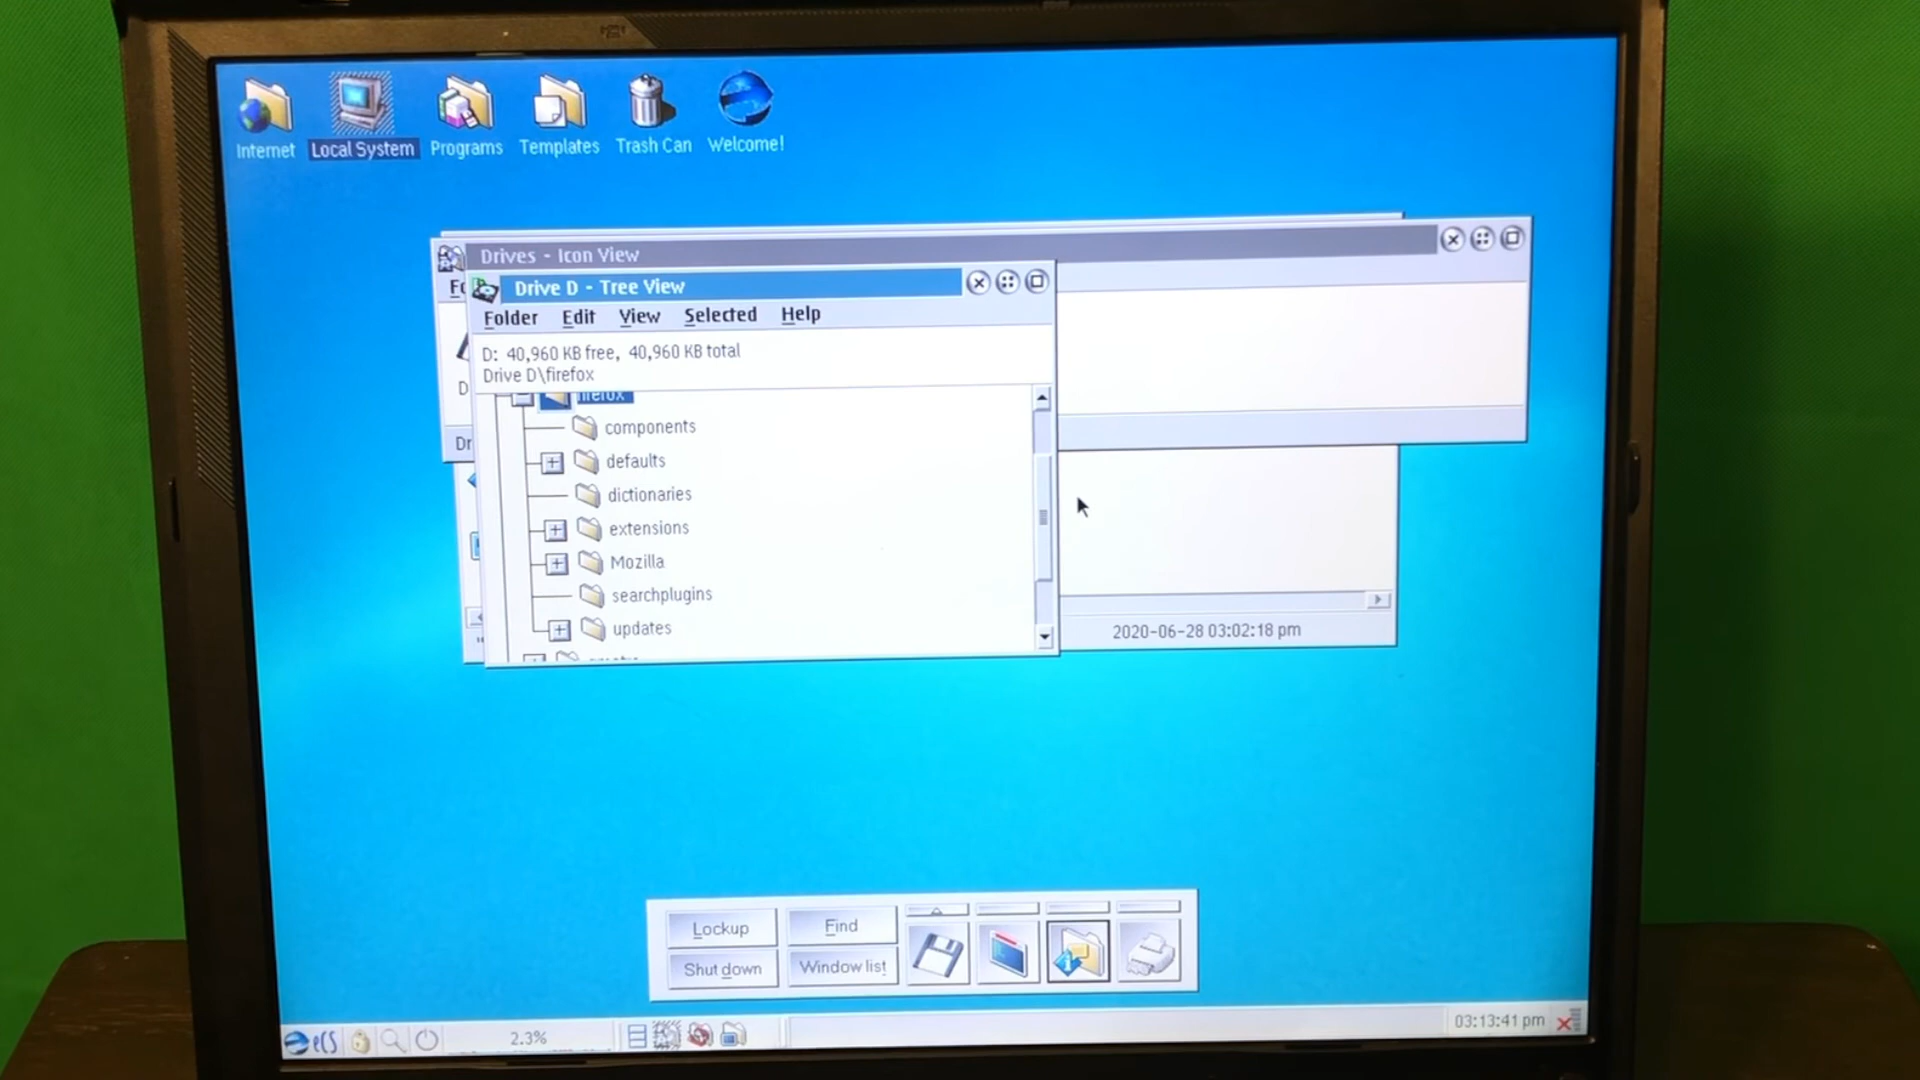 Internet Local System Programs Templates Trash Can Welcome!
Drives - Icon View
Drive D - Tree View
Folder Edit View Selected Help
D: 40,960 KB free, 40,960 KB total
Drive D\firefox
firefox
components
defaults
dictionaries
extensions
Mozilla
searchplugins
updates
2020-06-28 03:02:18 pm
Lockup Find
Shut down Window list
eCS 2.3% 03:13:41 pm